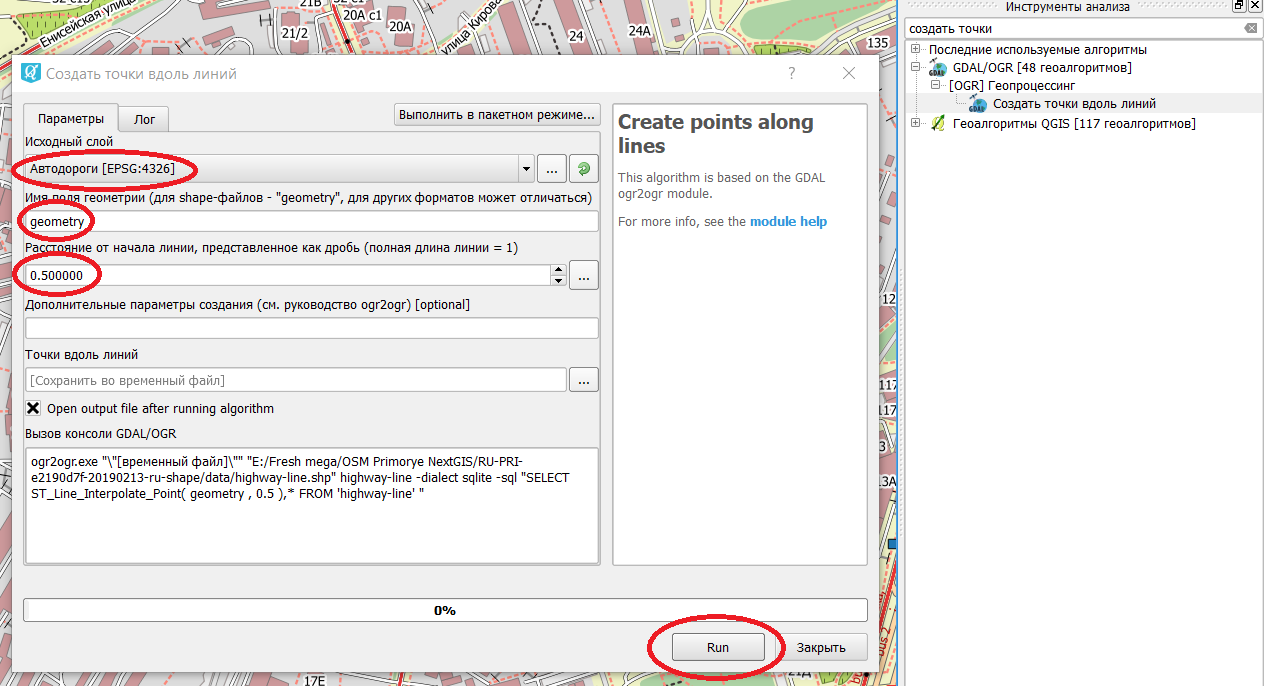 Енисейская улица
21В
20А с1
21/2
20А
улица Кирова
24
24А
135
Создать точки вдоль линий
?
Параметры
Лог
Выполнить в пакетном режиме...
Исходный слой
Автодороги [EPSG:4326]
...
Имя поля геометрии (для shape-файлов - "geometry", для других форматов может отличаться)
geometry
Расстояние от начала линии, представленное как дробь (полная длина линии = 1)
0.500000
...
Дополнительные параметры создания (см. руководство ogr2ogr) [optional]
Точки вдоль линий
[Сохранить во временный файл]
...
Open output file after running algorithm
Вызов консоли GDAL/OGR
ogr2ogr.exe "\"[временный файл]\"" "E:/Fresh mega/OSM Primorye NextGIS/RU-PRI-
e2190d7f-20190213-ru-shape/data/highway-line.shp" highway-line -dialect sqlite -sql "SELECT
ST_Line_Interpolate_Point( geometry , 0.5 ),* FROM 'highway-line' "
Create points along
lines
This algorithm is based on the GDAL
ogr2ogr module.
For more info, see the module help
0%
Run
Закрыть
17Е
Инструменты анализа
создать точки
Последние используемые алгоритмы
GDAL/OGR [48 геоалгоритмов]
[OGR] Геопроцессинг
Создать точки вдоль линий
Геоалгоритмы QGIS [117 геоалгоритмов]